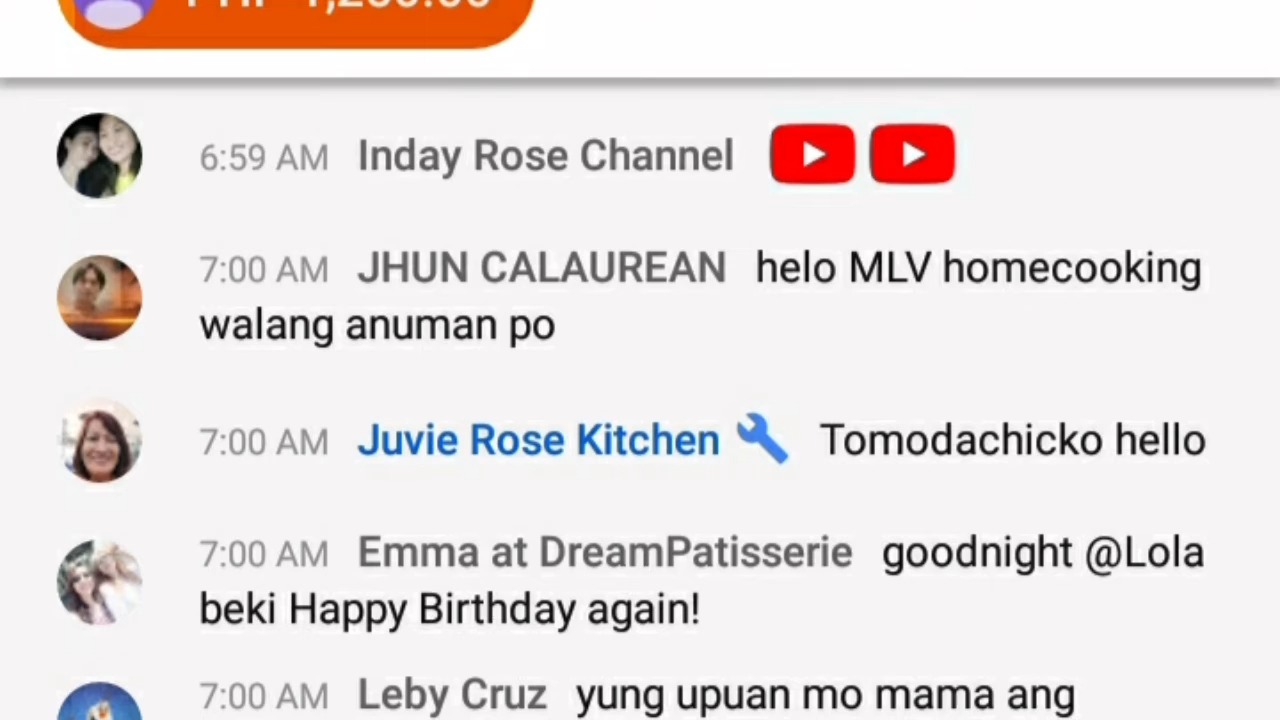 6:59 AM Inday Rose Channel
7:00 AM JHUN CALAUREAN helo MLV homecooking
walang anuman po
7:00 AM Juvie Rose Kitchen Tomodachicko hello
7:00 AM Emma at DreamPatisserie goodnight @Lola
beki Happy Birthday again!
7:00 AM Leby Cruz yung upuan mo mama ang